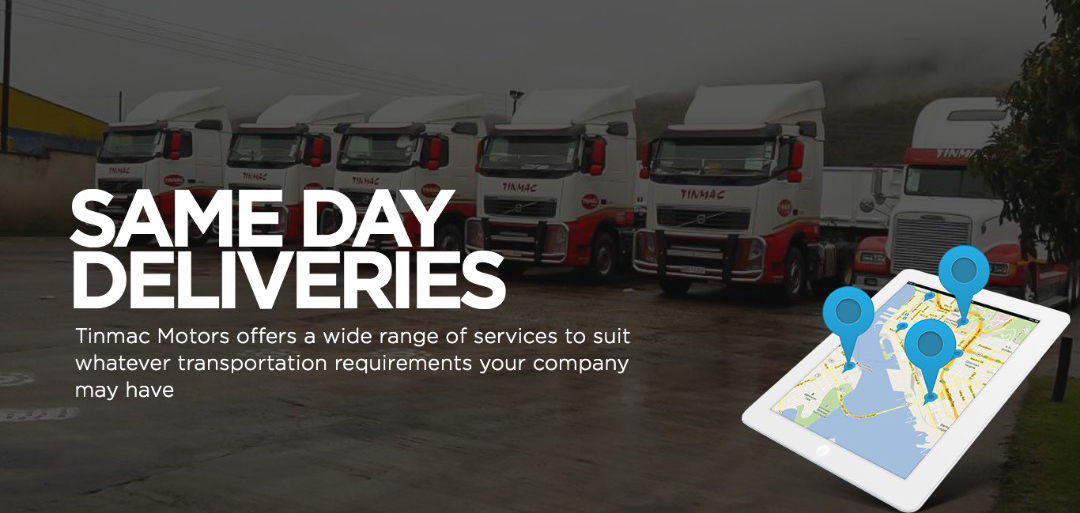 TINMAC
TINMAC
TINMAC
TINMAC
TINMAC
SAME DAY
DELIVERIES
Tinmac Motors offers a wide range of services to suit
whatever transportation requirements your company
may have